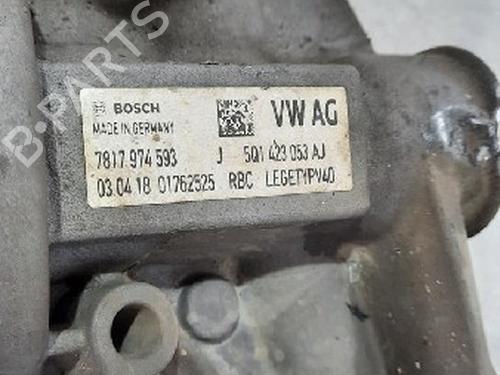 BOSCH VW AG
MADE IN GERMANY
7817 974 593 J 5Q1 423 053 AJ
03.04.18 01762525 RBC LEGETYPV40
B-Parts